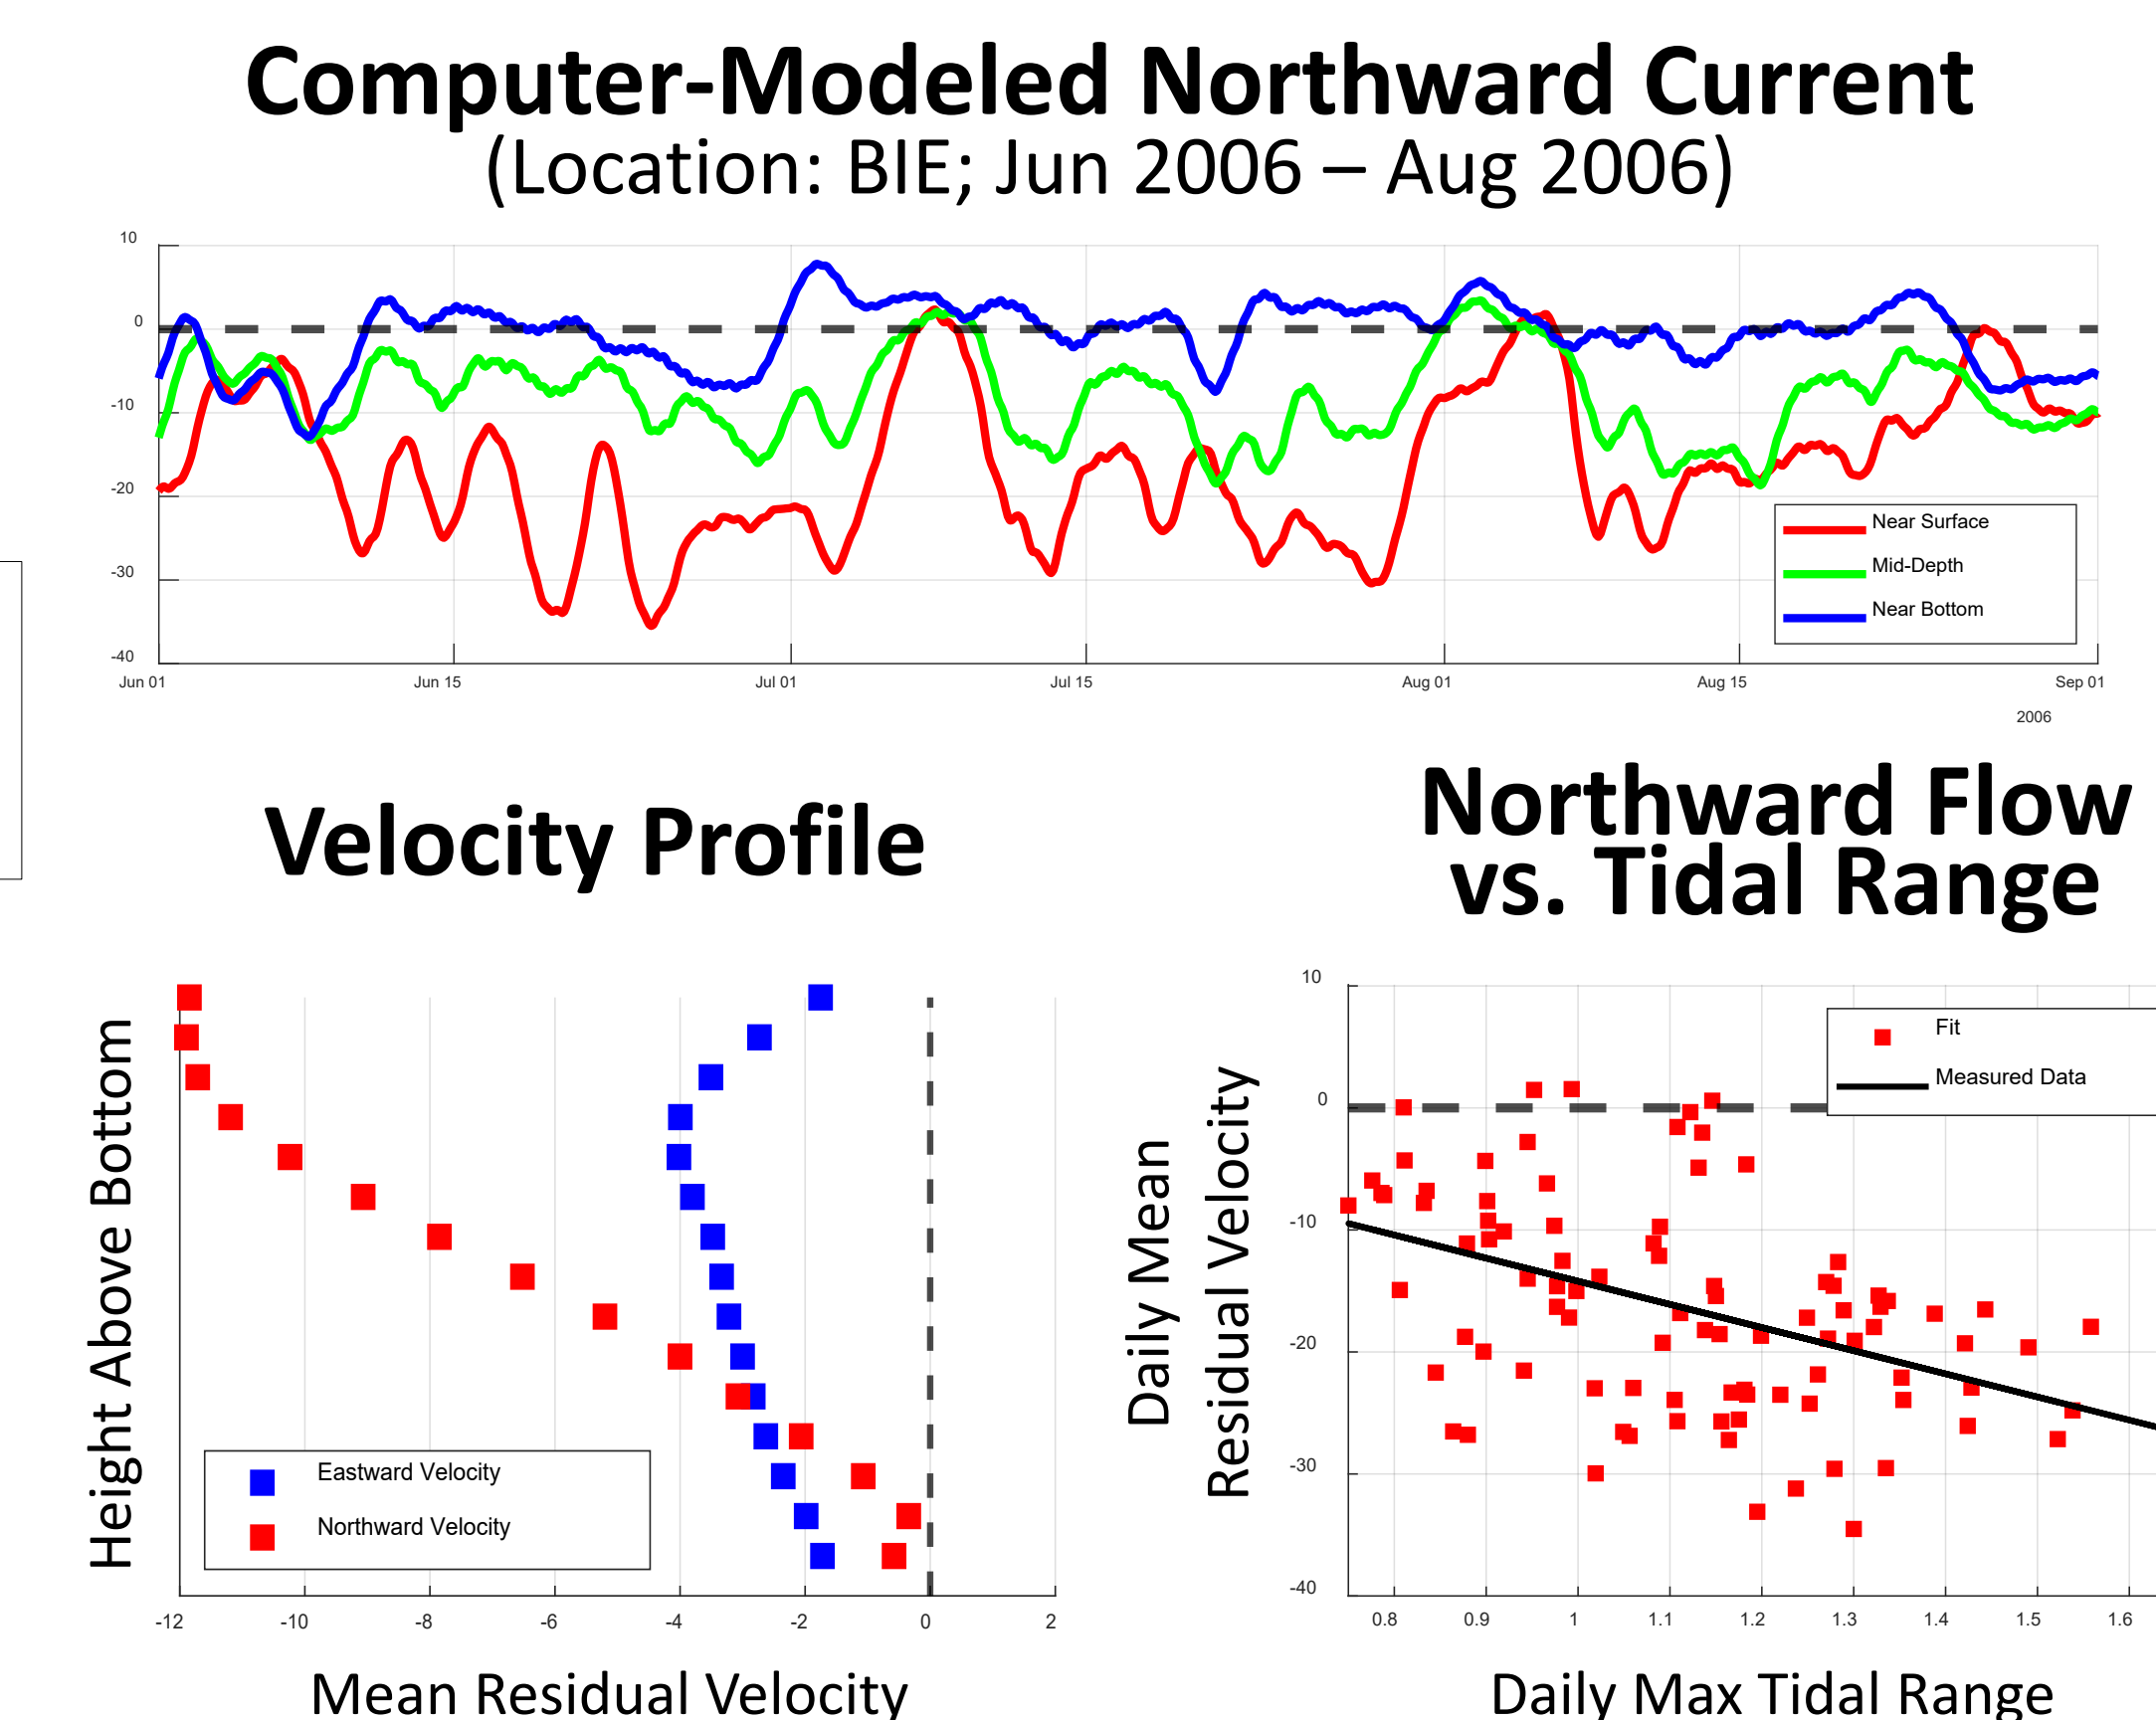 Computer-Modeled Northward Current
(Location: BIE; Jun 2006 – Aug 2006)
10
0
-10
-20
-30
-40
Near Surface
Mid-Depth
Near Bottom
Jun 01
Jun 15
Jul 01
Jul 15
Aug 01
Aug 15
Sep 01
2006
Velocity Profile
Height Above Bottom
Eastward Velocity
Northward Velocity
-12
-10
-8
-6
-4
-2
0
2
Mean Residual Velocity
Northward Flow
vs. Tidal Range
Daily Mean
Residual Velocity
10
0
-10
-20
-30
-40
Fit
Measured Data
0.8
0.9
1
1.1
1.2
1.3
1.4
1.5
1.6
Daily Max Tidal Range